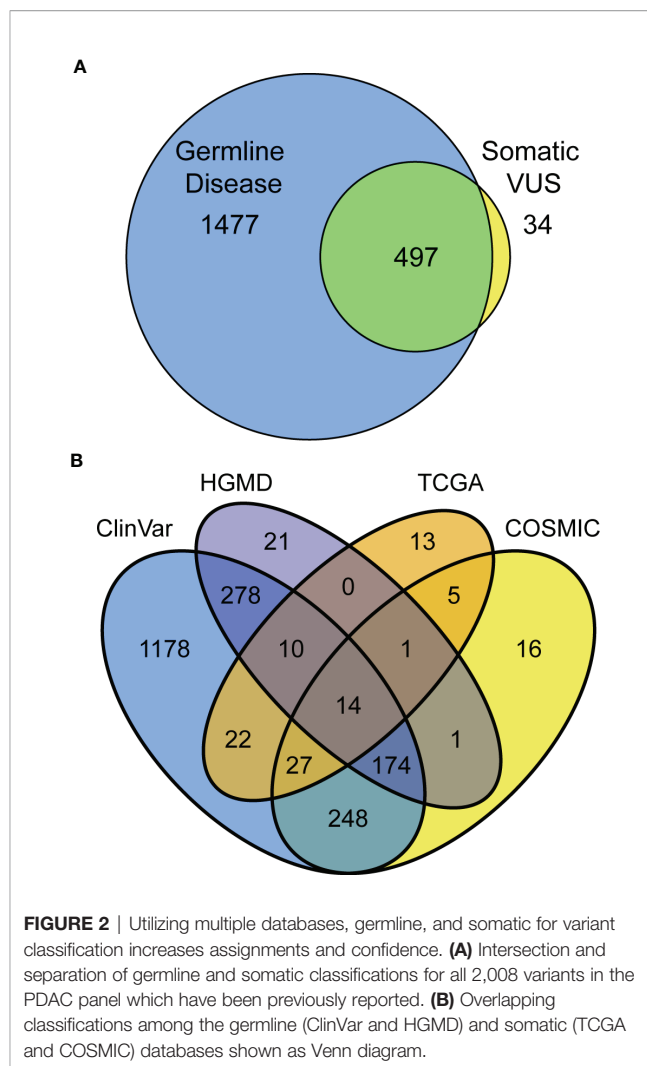 A
Germline
Disease
1477
Somatic
VUS
34
497
B
HGMD
TCGA
ClinVar
COSMIC
21
13
278
0
5
1178
10
1
16
14
22
27
174
1
248
FIGURE 2 | Utilizing multiple databases, germline, and somatic for variant
classification increases assignments and confidence. (A) Intersection and
separation of germline and somatic classifications for all 2,008 variants in the
PDAC panel which have been previously reported. (B) Overlapping
classifications among the germline (ClinVar and HGMD) and somatic (TCGA
and COSMIC) databases shown as Venn diagram.